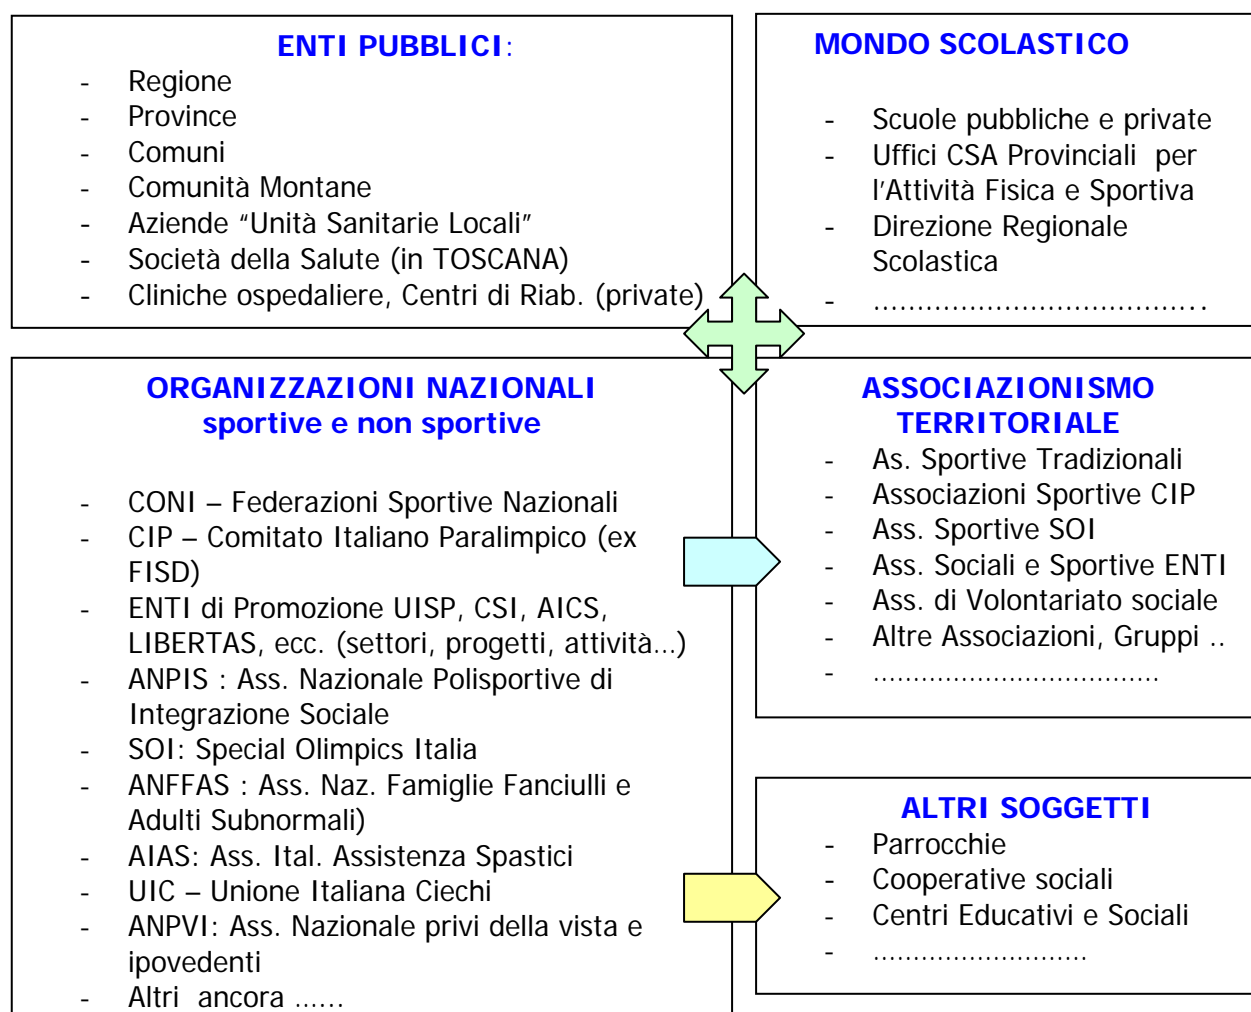 ENTI PUBBLICI:
- Regione
- Province
- Comuni
- Comunità Montane
- Aziende “Unità Sanitarie Locali”
- Società della Salute (in TOSCANA)
- Cliniche ospedaliere, Centri di Riab. (private)
MONDO SCOLASTICO
- Scuole pubbliche e private
- Uffici CSA Provinciali per
l’Attività Fisica e Sportiva
- Direzione Regionale
Scolastica
- ………………………………….. .
ORGANIZZAZIONI NAZIONALI
sportive e non sportive
- CONI – Federazioni Sportive Nazionali
- CIP – Comitato Italiano Paralimpico (ex
FISD)
- ENTI di Promozione UISP, CSI, AICS,
LIBERTAS, ecc. (settori, progetti, attività…)
- ANPIS : Ass. Nazionale Polisportive di
Integrazione Sociale
- SOI: Special Olimpics Italia
- ANFFAS : Ass. Naz. Famiglie Fanciulli e
Adulti Subnormali)
- AIAS: Ass. Ital. Assistenza Spastici
- UIC – Unione Italiana Ciechi
- ANPVI: Ass. Nazionale privi della vista e
ipovedenti
- Altri ancora ……
ASSOCIAZIONISMO
TERRITORIALE
- As. Sportive Tradizionali
- Associazioni Sportive CIP
- Ass. Sportive SOI
- Ass. Sociali e Sportive ENTI
- Ass. di Volontariato sociale
- Altre Associazioni, Gruppi ..
- ………………………………
ALTRI SOGGETTI
- Parrocchie
- Cooperative sociali
- Centri Educativi e Sociali
- ………………………